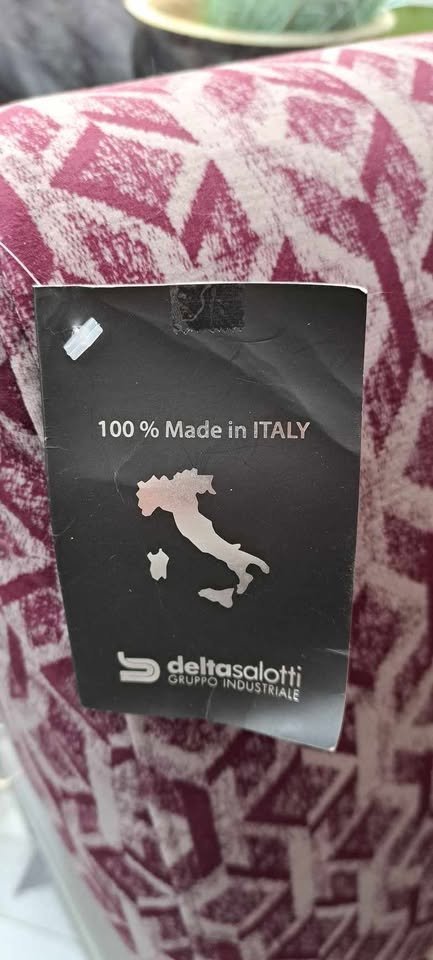 100 % Made in ITALY
deltasalotti
GRUPPO INDUSTRIALE